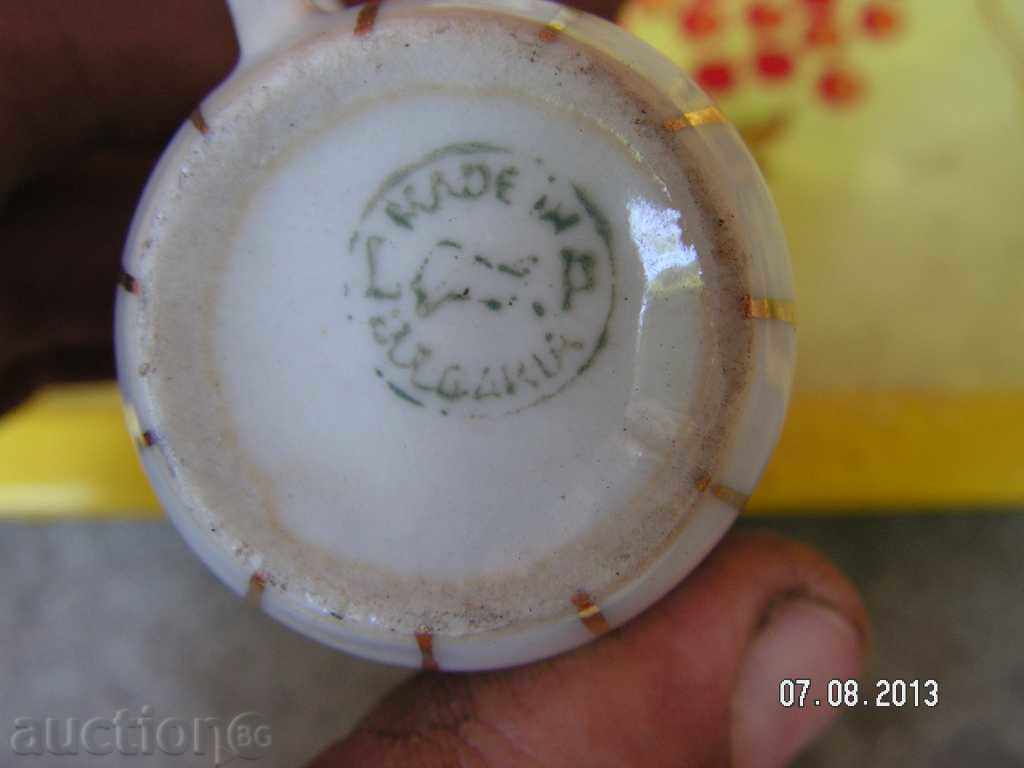 MADE IN
BULGARIA
07.08.2013
auction BG